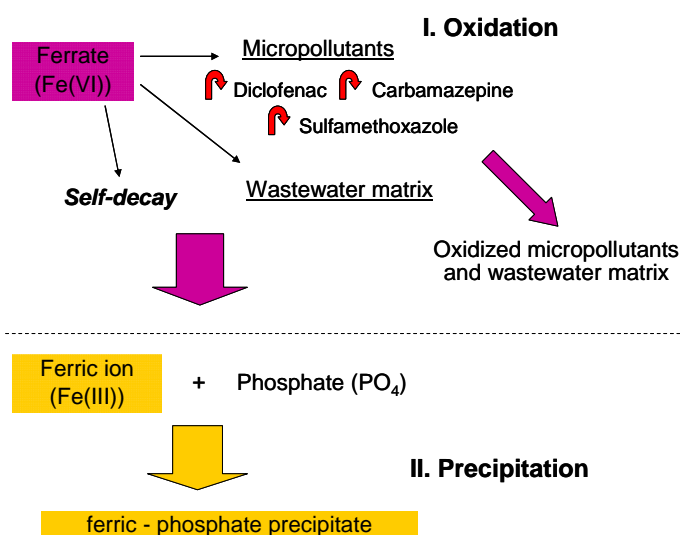 I. Oxidation
Ferrate
(Fe(VI))
Micropollutants
Diclofenac
Carbamazepine
Sulfamethoxazole
Self-decay
Wastewater matrix
Oxidized micropollutants
and wastewater matrix
Ferric ion
(Fe(III))
+
Phosphate (PO₄)
II. Precipitation
ferric - phosphate precipitate